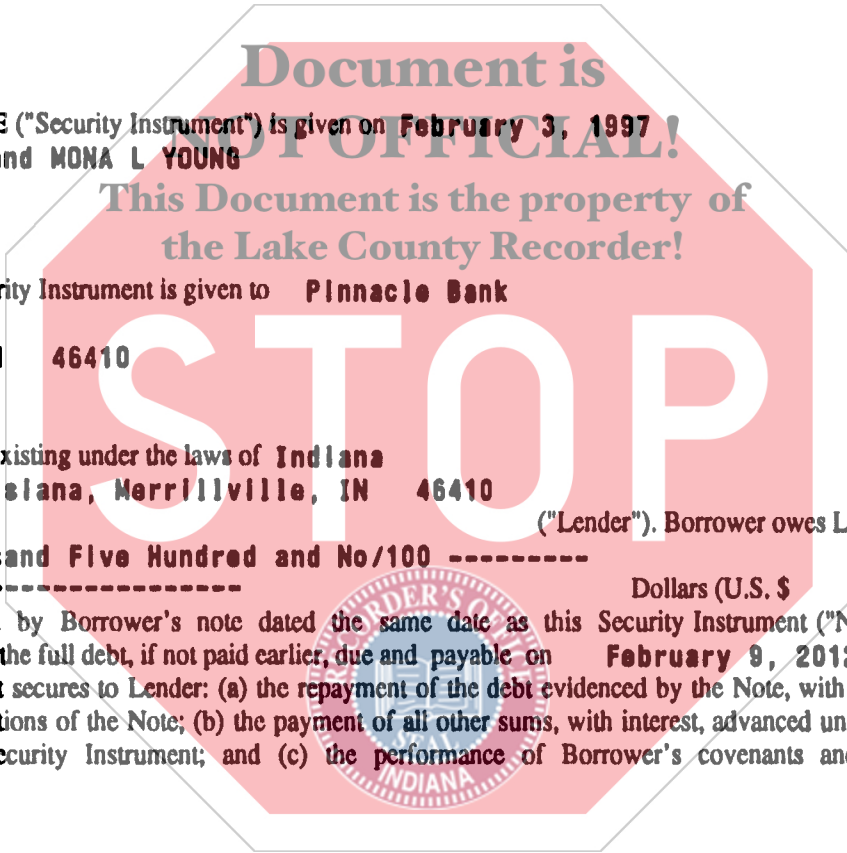 Document is
E ("Security Instrument") is given on February 3, 1997
NOT OFFICIAL!
and MONA L YOUNG
This Document is the property of
the Lake County Recorder!
rity Instrument is given to Pinnacle Bank
46410
STOP
xisting under the laws of Indiana
siana, Merrillville, IN 46410
("Lender"). Borrower owes L
sand Five Hundred and No/100 ---------
-----------------
Dollars (U.S. $
by Borrower's note dated the same date as this Security Instrument ("N
the full debt, if not paid earlier, due and payable on February 9, 2012
t secures to Lender: (a) the repayment of the debt evidenced by the Note, with
tions of the Note; (b) the payment of all other sums, with interest, advanced un
ecurity Instrument; and (c) the performance of Borrower's covenants an
RECORDER'S OFFICE
SEAL
INDIANA